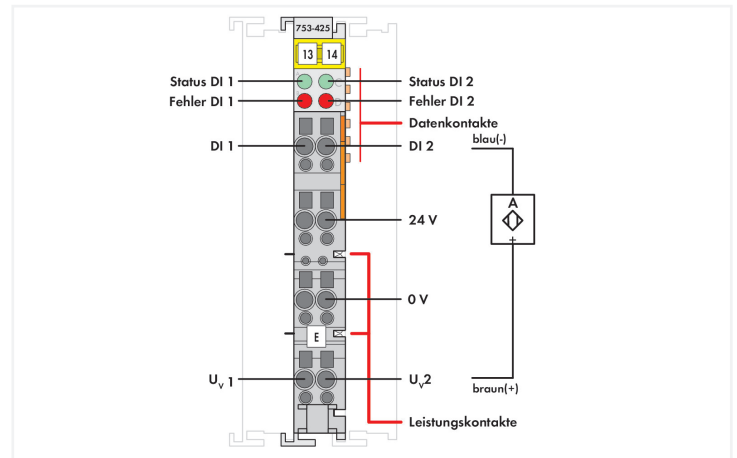 753-425
13 14
Status DI 1
Status DI 2
Fehler DI 1
Fehler DI 2
Datenkontakte
DI 1
DI 2
blau(-)
A
24 V
+
0 V
E
Uv 1
Uv2
braun(+)
Leistungskontakte